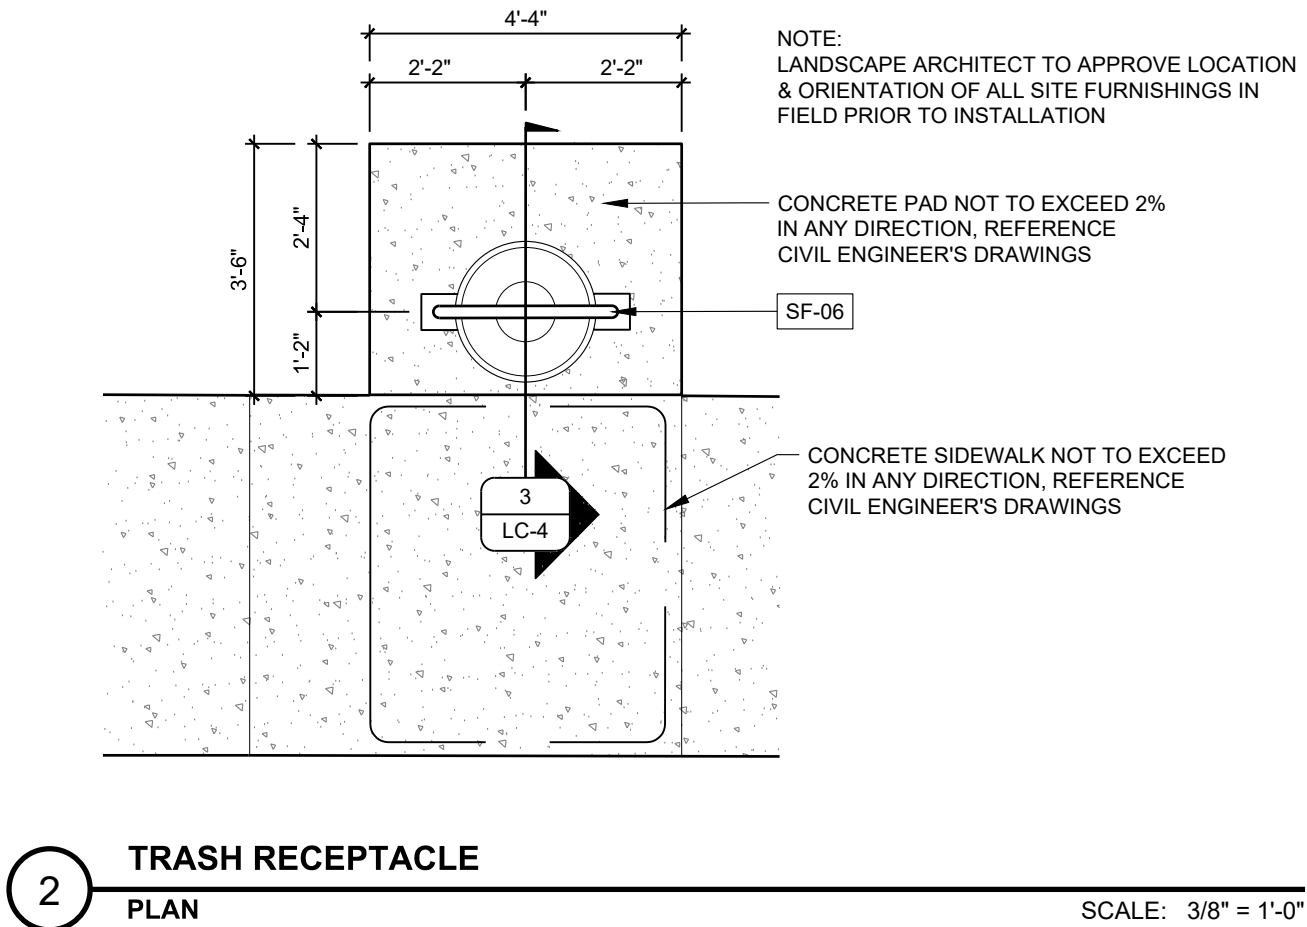 4'-4"
2'-2"
2'-2"
NOTE:
LANDSCAPE ARCHITECT TO APPROVE LOCATION
& ORIENTATION OF ALL SITE FURNISHINGS IN
FIELD PRIOR TO INSTALLATION
3'-6"
2'-4"
1'-2"
CONCRETE PAD NOT TO EXCEED 2%
IN ANY DIRECTION, REFERENCE
CIVIL ENGINEER'S DRAWINGS
SF-06
CONCRETE SIDEWALK NOT TO EXCEED
2% IN ANY DIRECTION, REFERENCE
CIVIL ENGINEER'S DRAWINGS
3
LC-4
2
TRASH RECEPTACLE
PLAN
SCALE: 3/8" = 1'-0"